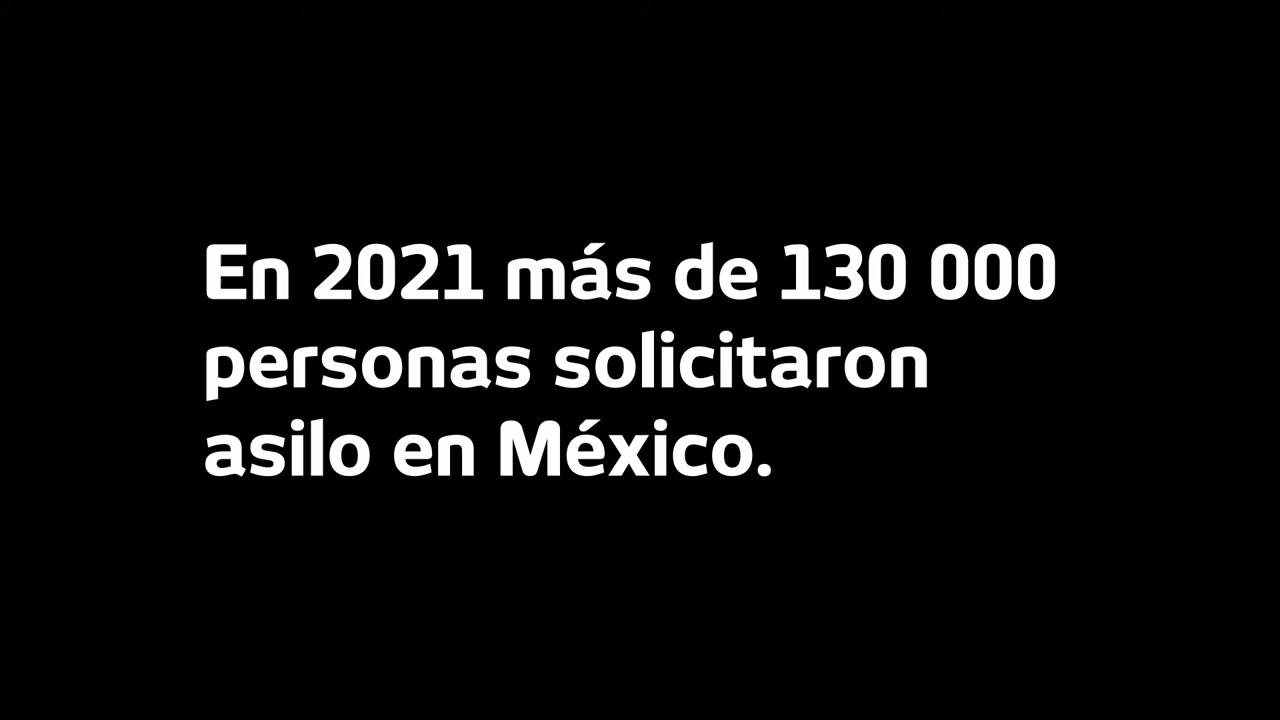 En 2021 más de 130 000
personas solicitaron
asilo en México.